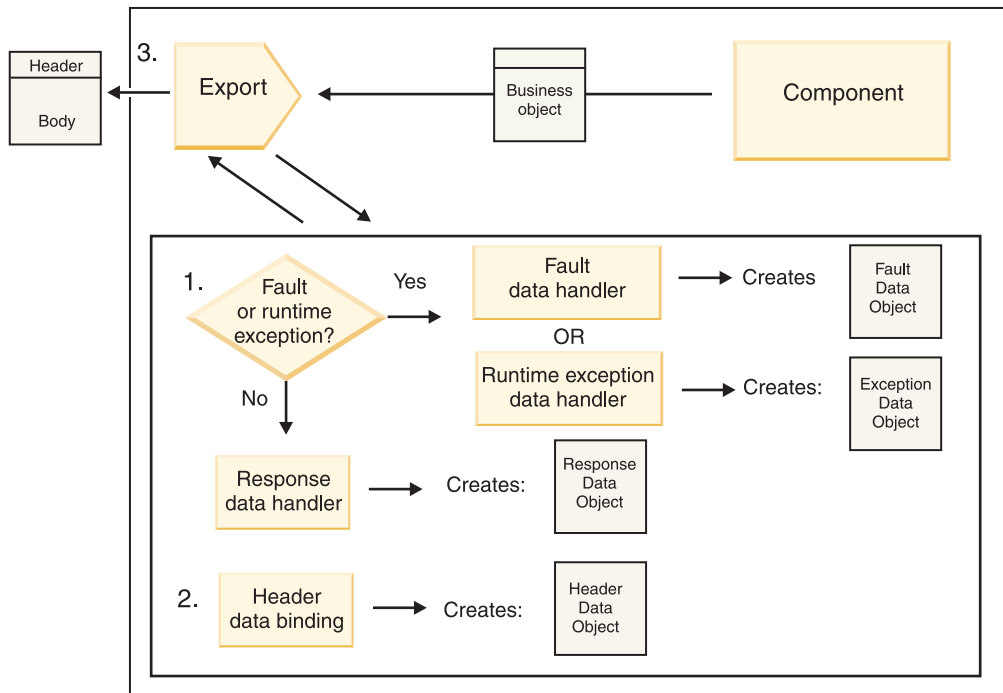 3.
Header
Body
Export
Business
object
Component
1.
Fault
or runtime
exception?
Yes
Fault
data handler
Creates
Fault
Data
Object
OR
Runtime exception
data handler
Creates:
Exception
Data
Object
No
Response
data handler
Creates:
Response
Data
Object
2.
Header
data binding
Creates:
Header
Data
Object